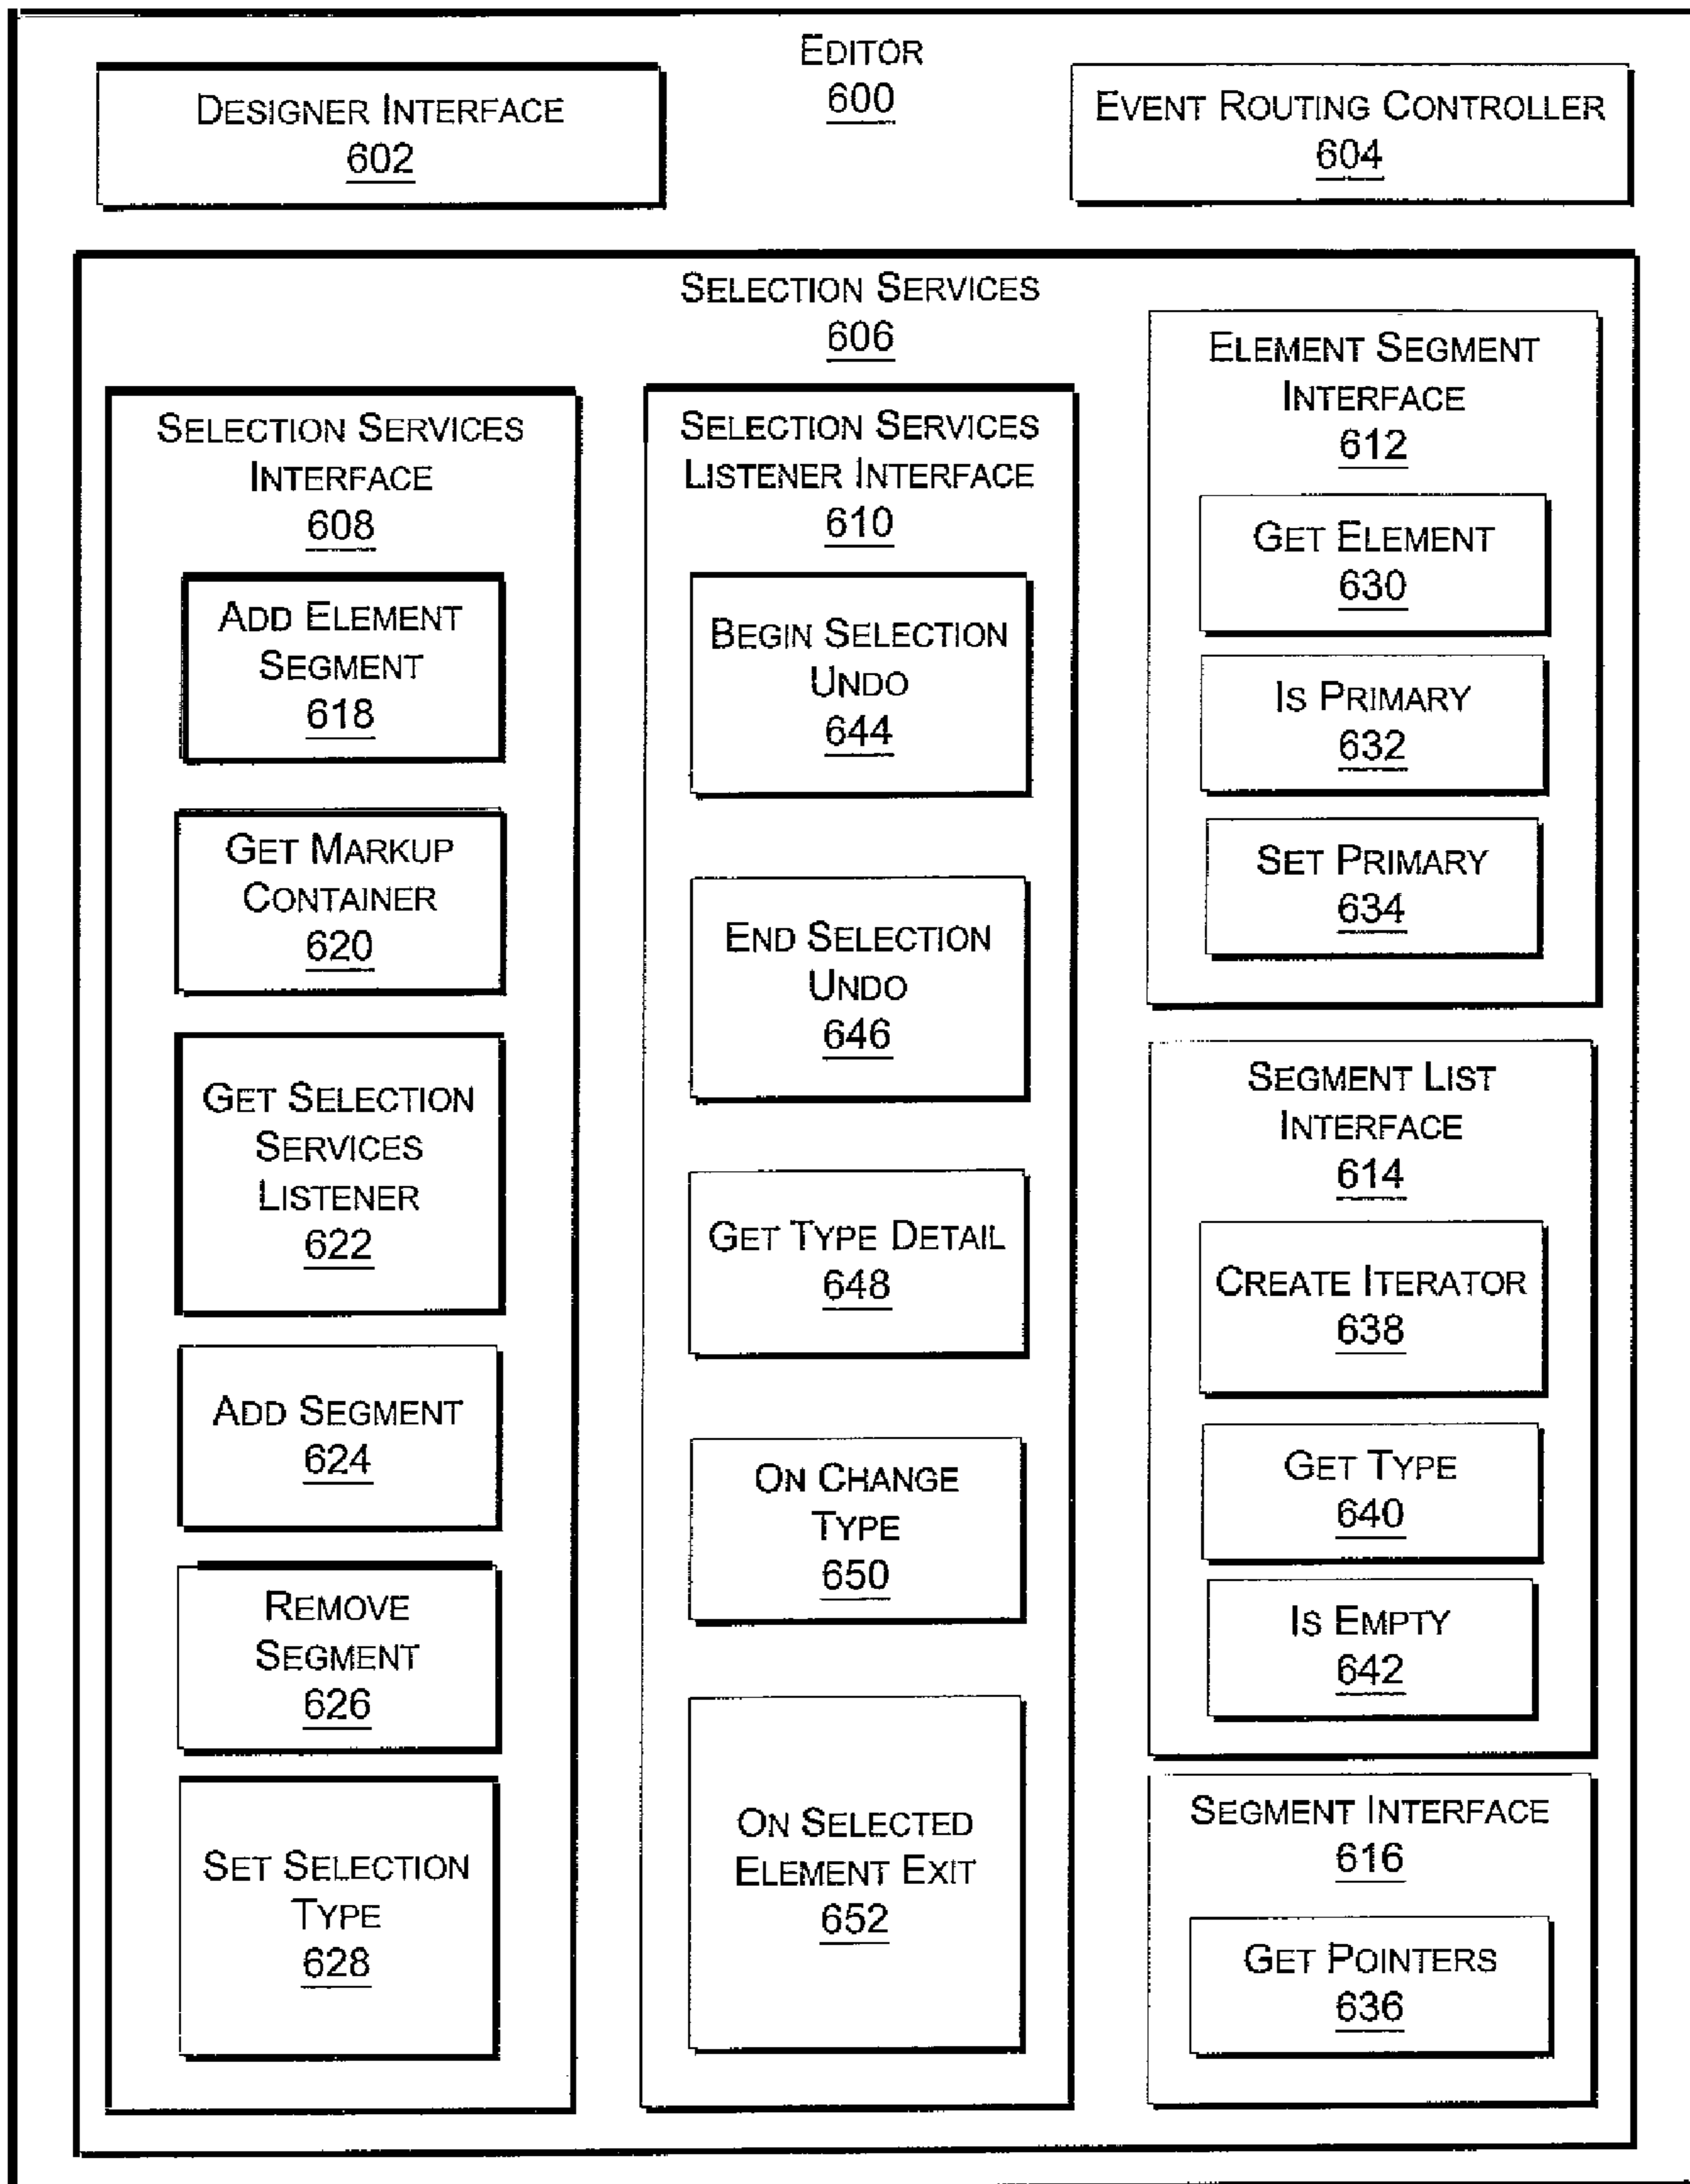 EDITOR
600
DESIGNER INTERFACE
602
EVENT ROUTING CONTROLLER
604
SELECTION SERVICES
606
SELECTION SERVICES
INTERFACE
608
ADD ELEMENT
SEGMENT
618
GET MARKUP
CONTAINER
620
GET SELECTION
SERVICES
LISTENER
622
ADD SEGMENT
624
REMOVE
SEGMENT
626
SET SELECTION
TYPE
628
SELECTION SERVICES
LISTENER INTERFACE
610
BEGIN SELECTION
UNDO
644
END SELECTION
UNDO
646
GET TYPE DETAIL
648
ON CHANGE
TYPE
650
ON SELECTED
ELEMENT EXIT
652
ELEMENT SEGMENT
INTERFACE
612
GET ELEMENT
630
IS PRIMARY
632
SET PRIMARY
634
SEGMENT LIST
INTERFACE
614
CREATE ITERATOR
638
GET TYPE
640
IS EMPTY
642
SEGMENT INTERFACE
616
GET POINTERS
636